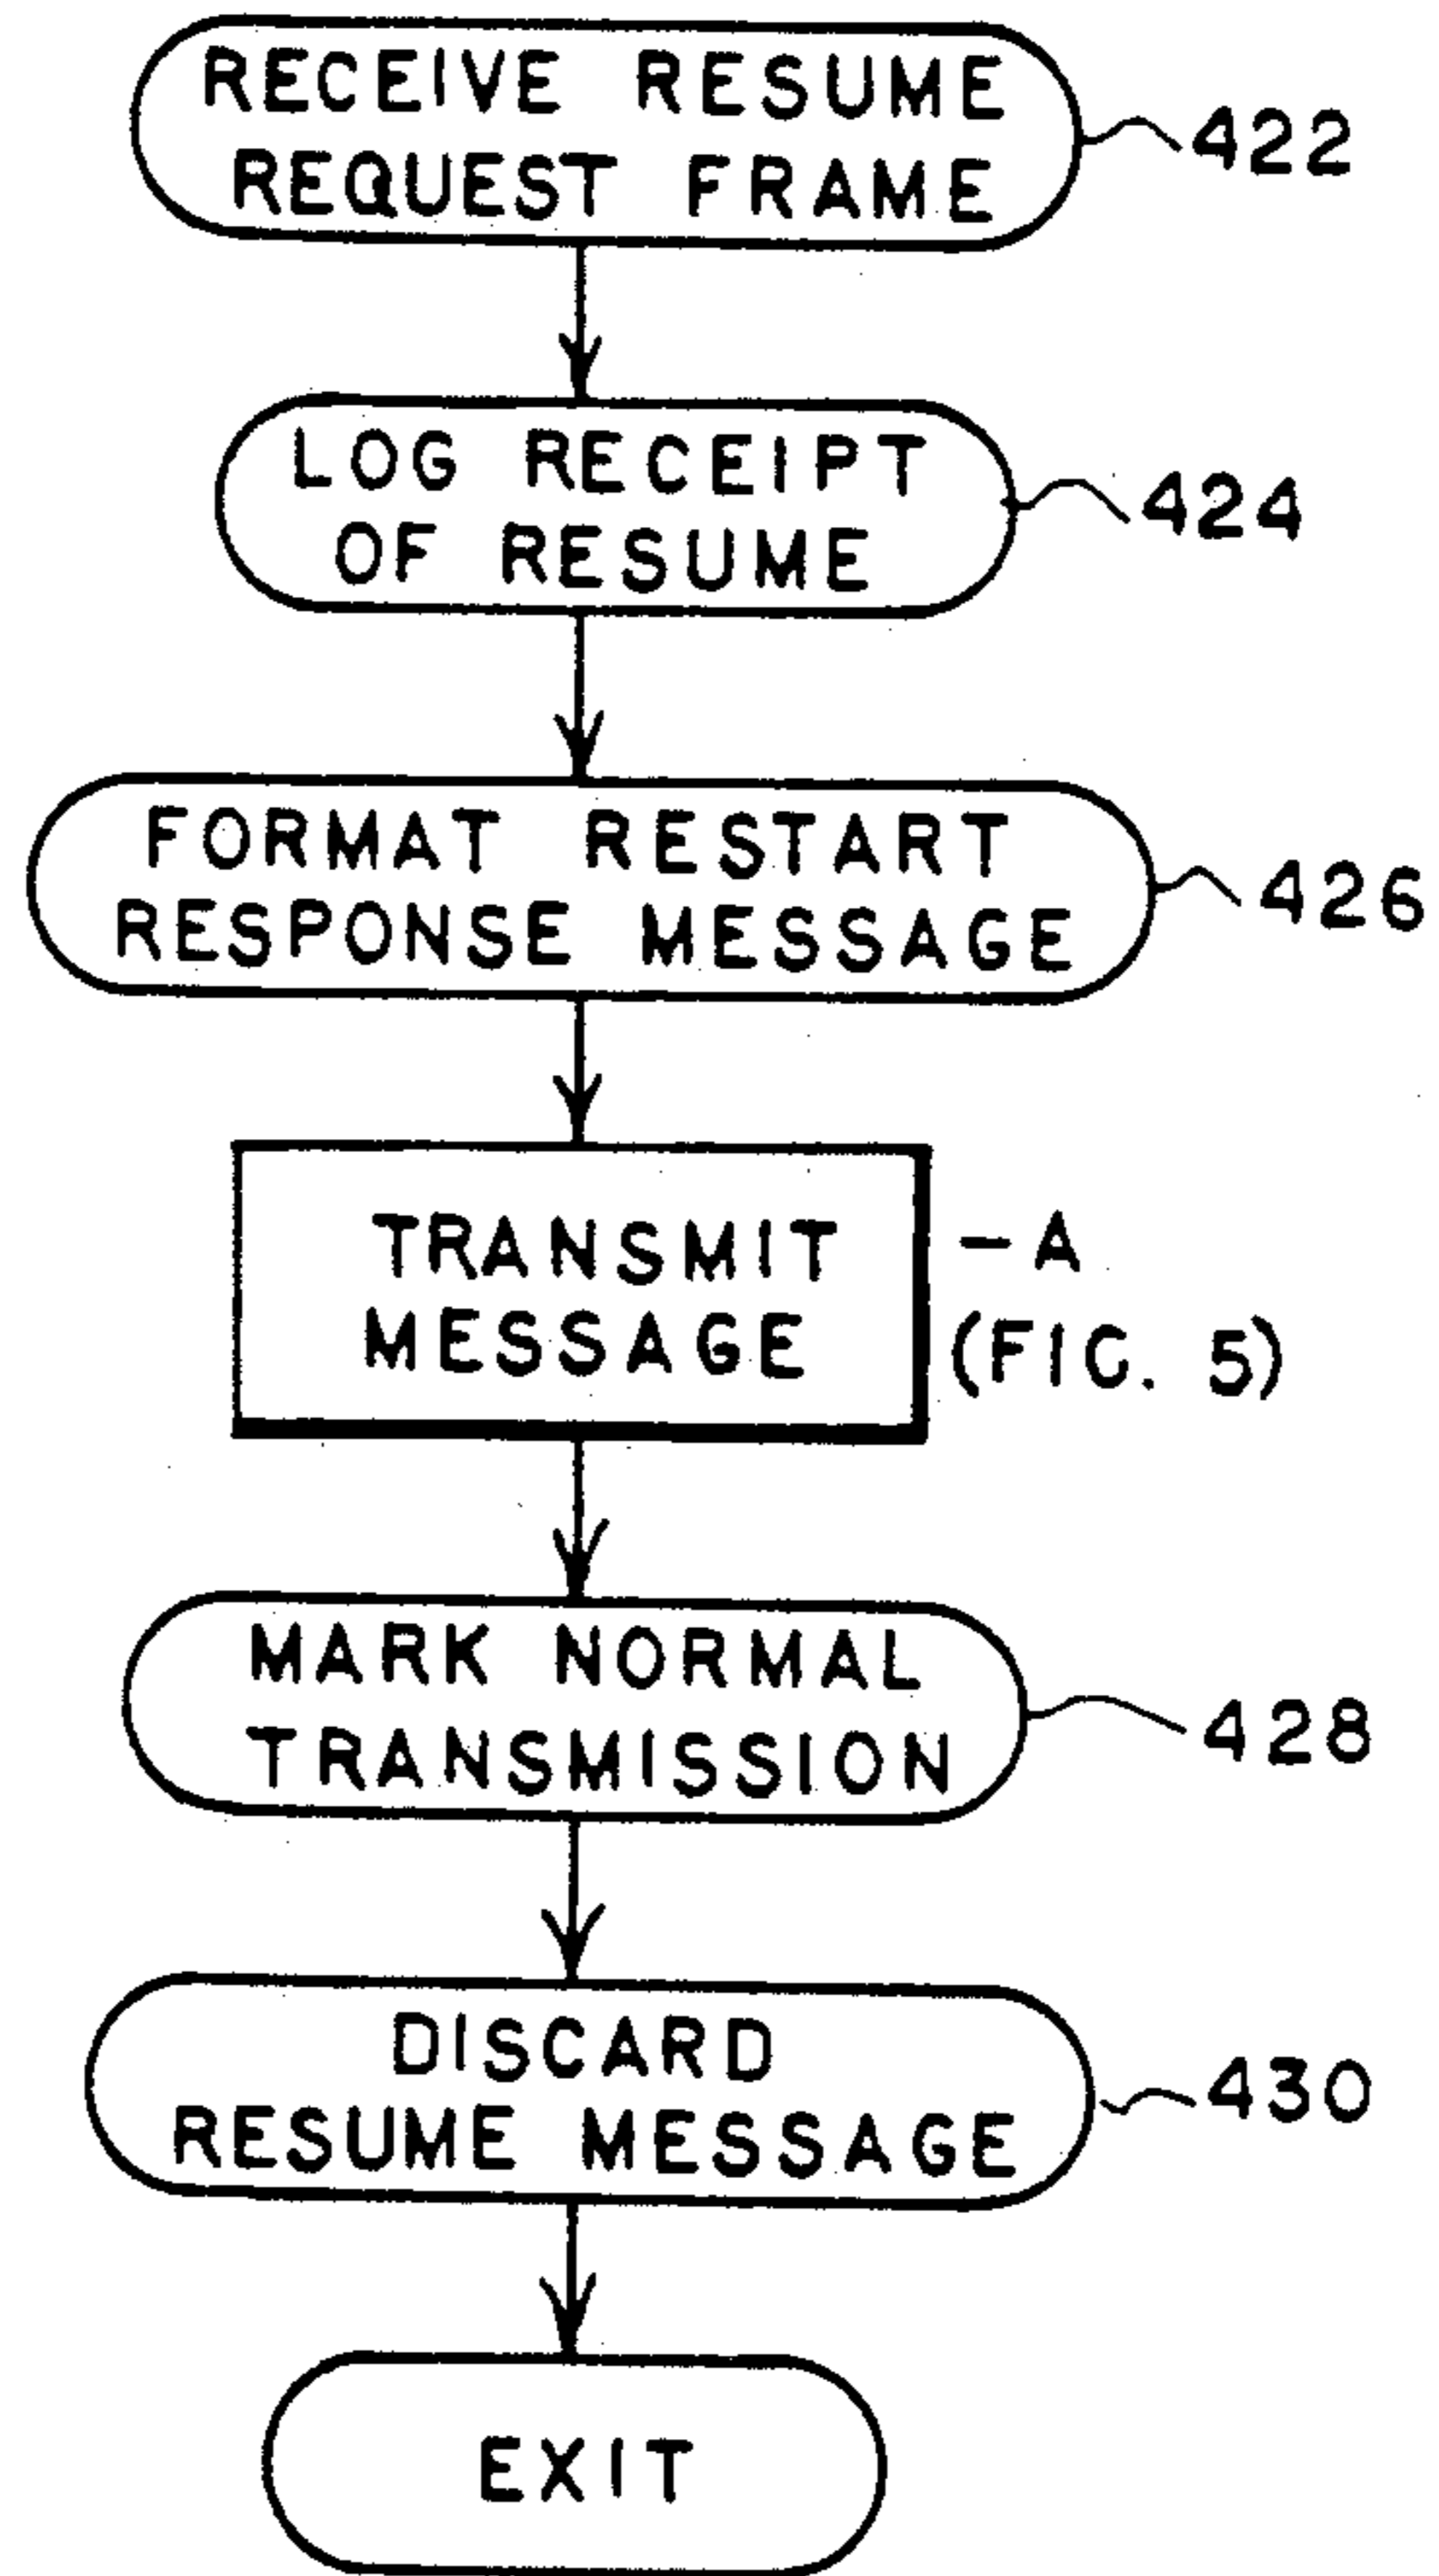 RECEIVE RESUME
REQUEST FRAME
422
LOG RECEIPT
OF RESUME
424
FORMAT RESTART
RESPONSE MESSAGE
426
TRANSMIT
MESSAGE
-A
(FIG. 5)
MARK NORMAL
TRANSMISSION
428
DISCARD
RESUME MESSAGE
430
EXIT